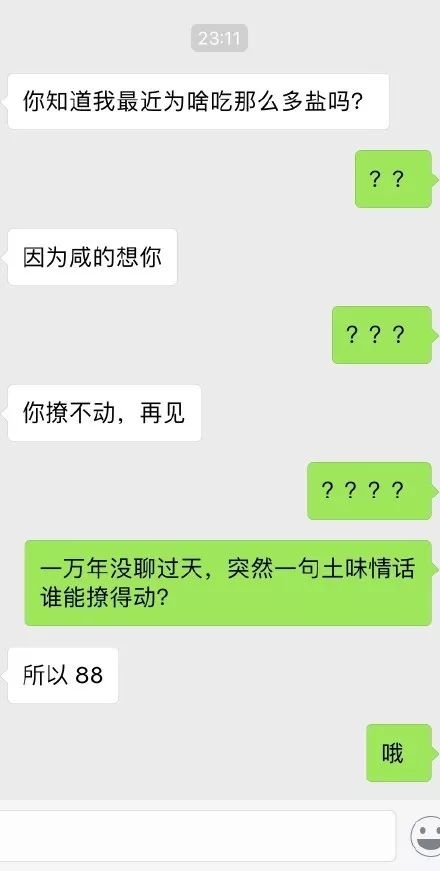 23:11
你知道我最近为啥吃那么多盐吗？
？？
因为咸的想你
？？？
你撩不动，再见
？？？？
一万年没聊过天，突然一句土味情话
谁能撩得动？
所以 88
哦